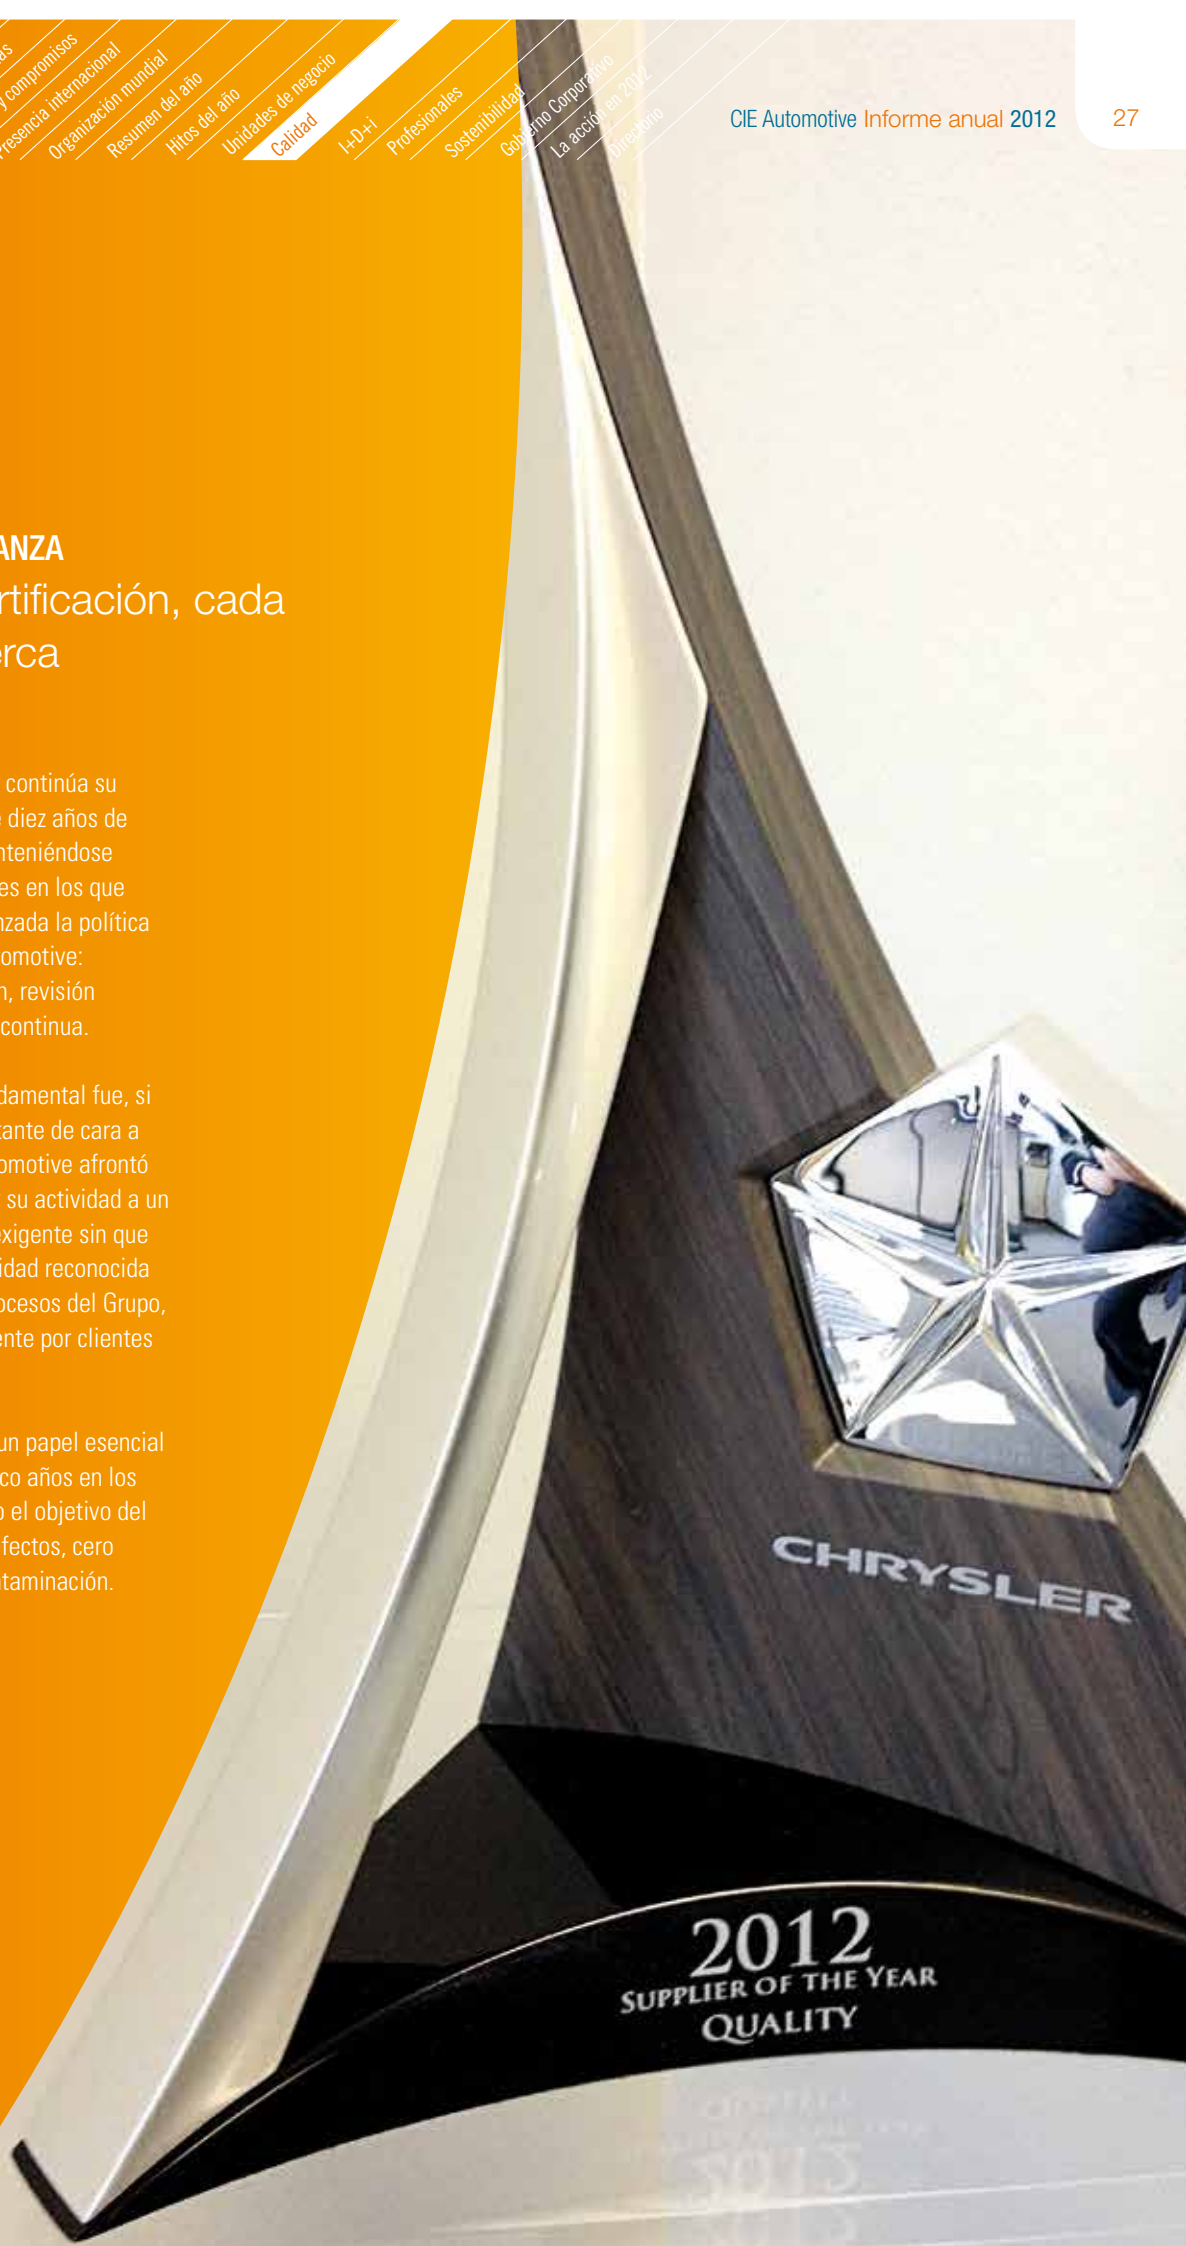 y compromisos
Presencia internacional
Organización mundial
Resumen del año
Hitos del año
Unidades de negocio
Calidad
I+D+i
Profesionales
Sostenibilidad
Gobierno Corporativo
La acción en 2012
Directorio
CIE Automotive Informe anual 2012
27
ANZA
rtificación, cada
erca
continúa su
e diez años de
nteniéndose
es en los que
nzada la política
omotive:
n, revisión
continua.
damental fue, si
tante de cara a
omotive afrontó
su actividad a un
exigente sin que
idad reconocida
ocesos del Grupo,
ente por clientes
un papel esencial
co años en los
o el objetivo del
fectos, cero
ntaminación.
CHRYSLER
2012
SUPPLIER OF THE YEAR
QUALITY